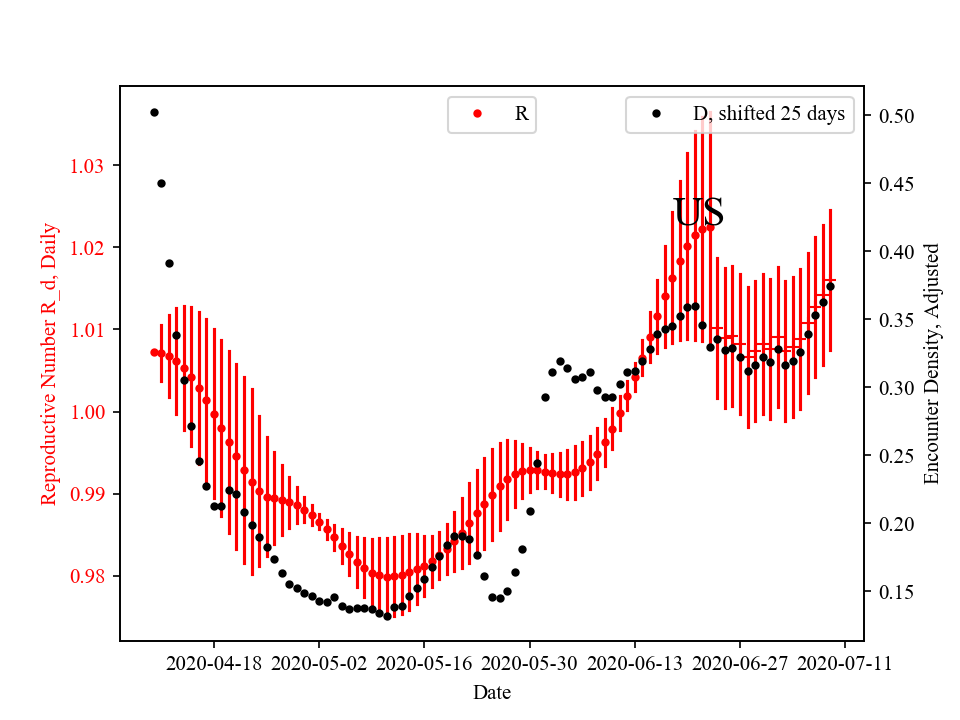 R
D, shifted 25 days
US
Reproductive Number R_d, Daily
1.03
1.02
1.01
1.00
0.99
0.98
0.50
0.45
0.40
0.35
0.30
0.25
0.20
0.15
Encounter Density, Adjusted
2020-04-18 2020-05-02 2020-05-16 2020-05-30 2020-06-13 2020-06-27 2020-07-11
Date